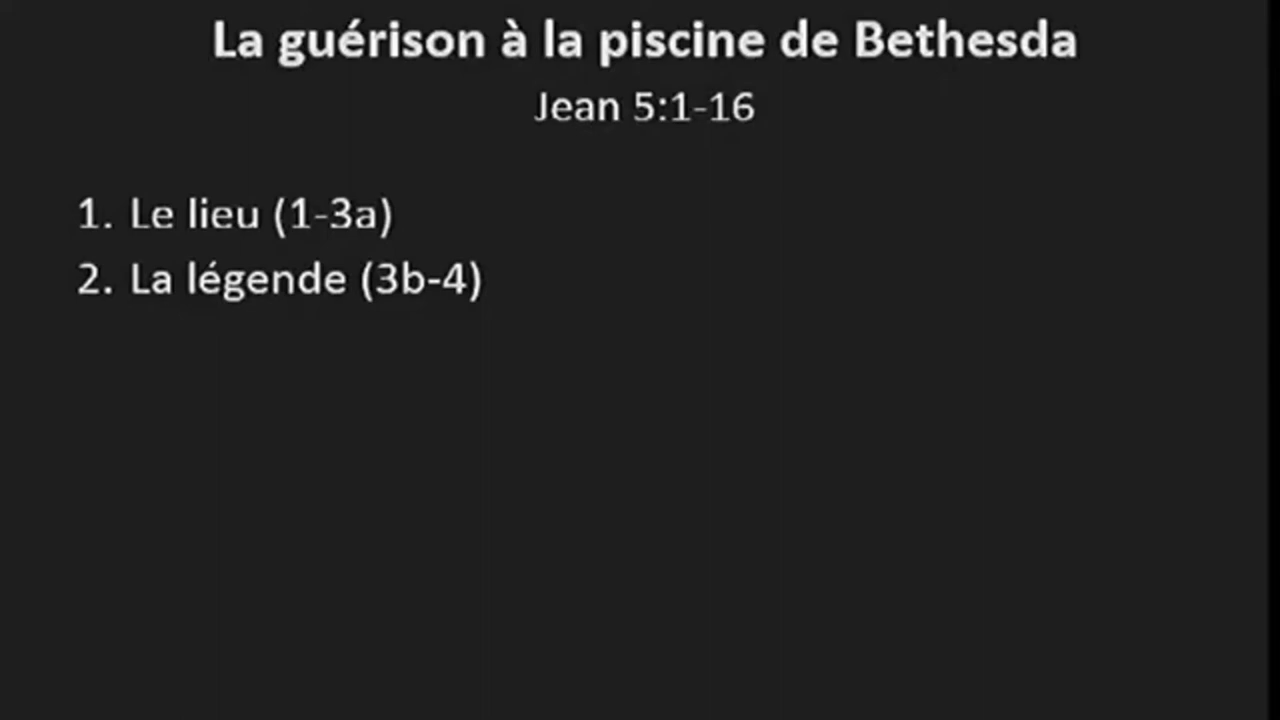 La guérison à la piscine de Bethesda
Jean 5:1-16
1. Le lieu (1-3a)
2. La légende (3b-4)